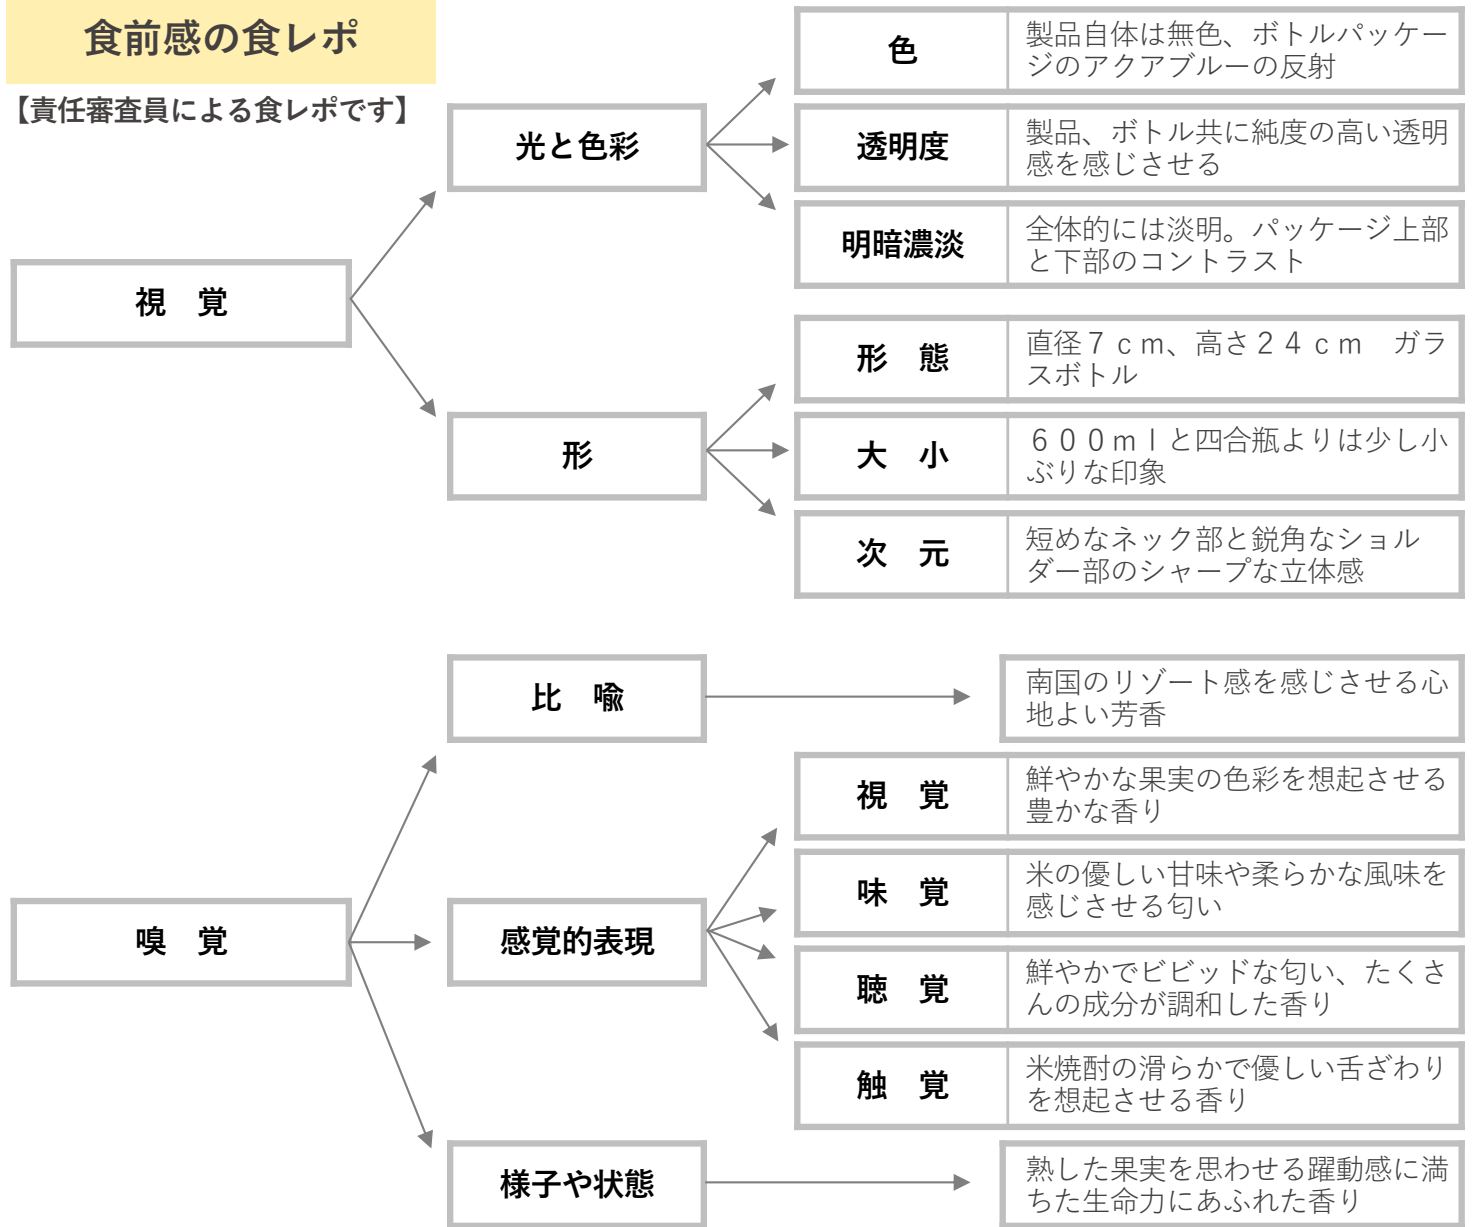 食前感の食レポ
【責任審査員による食レポです】
視　覚
光と色彩
色
製品自体は無色、ボトルパッケー
ジのアクアブルーの反射
透明度
製品、ボトル共に純度の高い透明
感を感じさせる
明暗濃淡
全体的には淡明。パッケージ上部
と下部のコントラスト
形
形　態
直径７ｃｍ、高さ２４ｃｍ　ガラ
スボトル
大　小
６００ｍｌと四合瓶よりは少し小
ぶりな印象
次　元
短めなネック部と鋭角なショル
ダー部のシャープな立体感
嗅　覚
比　喩
南国のリゾート感を感じさせる心
地よい芳香
感覚的表現
視　覚
鮮やかな果実の色彩を想起させる
豊かな香り
味　覚
米の優しい甘味や柔らかな風味を
感じさせる匂い
聴　覚
鮮やかでビビッドな匂い、たくさ
んの成分が調和した香り
触　覚
米焼酎の滑らかで優しい舌ざわり
を想起させる香り
様子や状態
熟した果実を思わせる躍動感に満
ちた生命力にあふれた香り